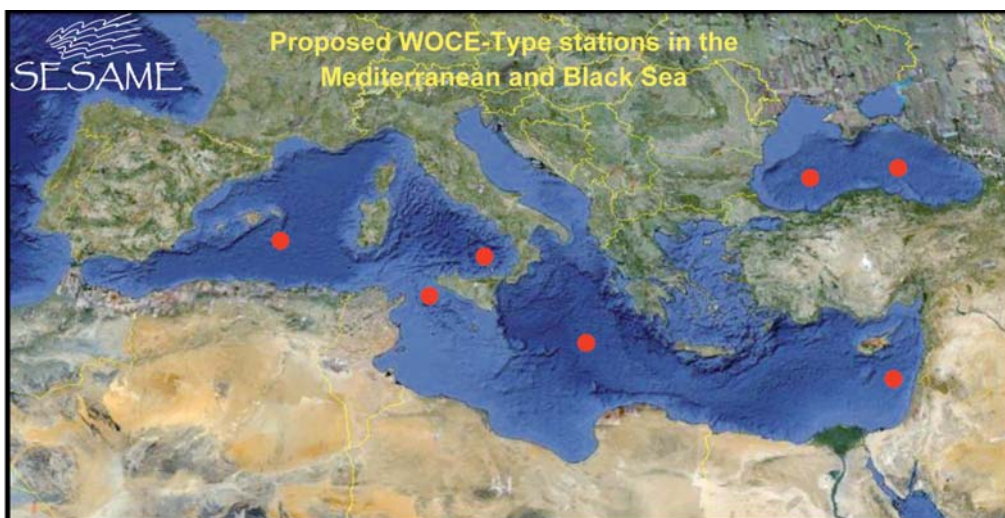 SESAME
Proposed WOCE-Type stations in the
Mediterranean and Black Sea